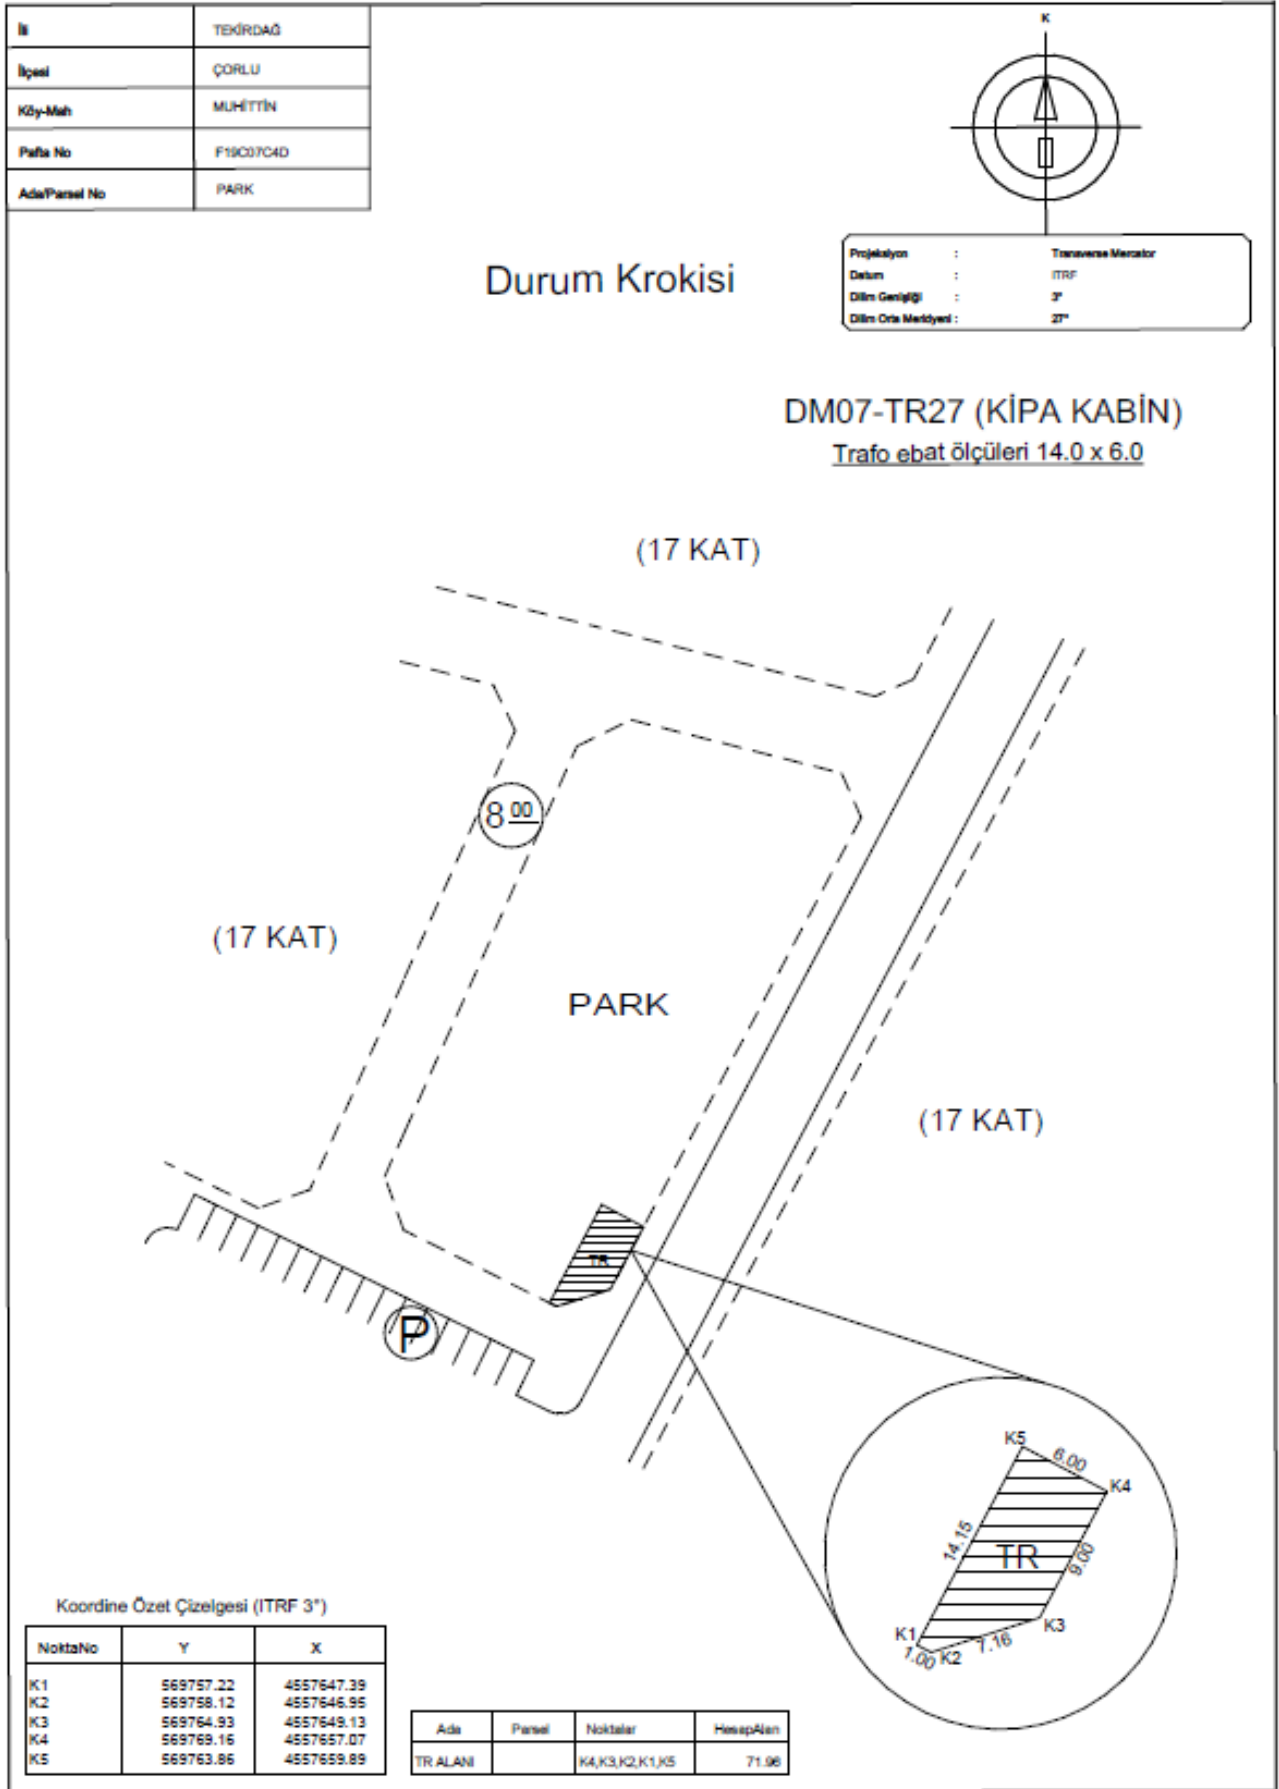 İli TEKİRDAĞ
İlçesi ÇORLU
Köy-Mah MUHİTTİN
Pafta No F19C07C4D
Ada/Parsel No PARK
K
Projeksiyon : Transverse Mercator
Datum : ITRF
Dilim Genişliği : 3°
Dilim Orta Meridyeni : 27°
Durum Krokisi
DM07-TR27 (KİPA KABİN)
Trafo ebat ölçüleri 14.0 x 6.0
(17 KAT)
8 00
(17 KAT)
PARK
(17 KAT)
TR
P
K5
6.00
K4
14.15
TR
9.00
K1
K3
1.00
K2
7.16
Koordine Özet Çizelgesi (ITRF 3°)
NoktaNo Y X
K1 569757.22 4557647.39
K2 569758.12 4557646.95
K3 569764.93 4557649.13
K4 569769.16 4557657.07
K5 569763.86 4557659.89
Ada Parsel Noktalar HesapAlan
TR ALANI K4,K3,K2,K1,K5 71.96